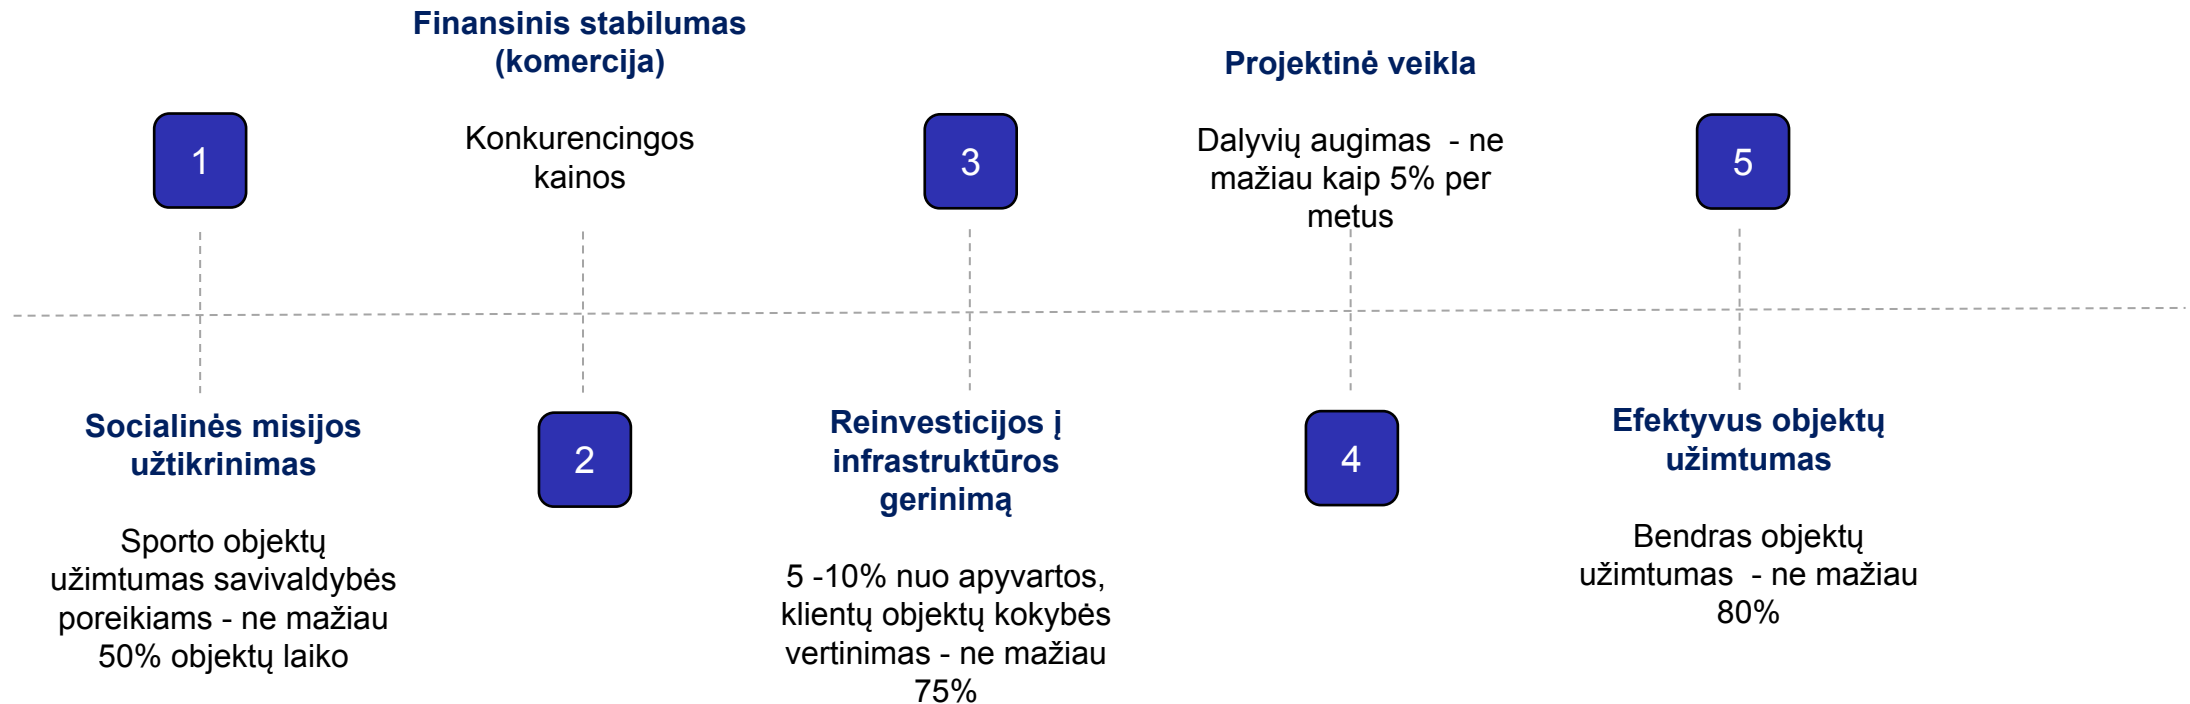 1
Socialinės misijos
užtikrinimas
Sporto objektų
užimtumas savivaldybės
poreikiams - ne mažiau
50% objektų laiko
Finansinis stabilumas
(komercija)
Konkurencingos
kainos
2
3
Reinvesticijos į
infrastruktūros
gerinimą
5 -10% nuo apyvartos,
klientų objektų kokybės
vertinimas - ne mažiau
75%
Projektinė veikla
Dalyvių augimas - ne
mažiau kaip 5% per
metus
4
5
Efektyvus objektų
užimtumas
Bendras objektų
užimtumas - ne mažiau
80%